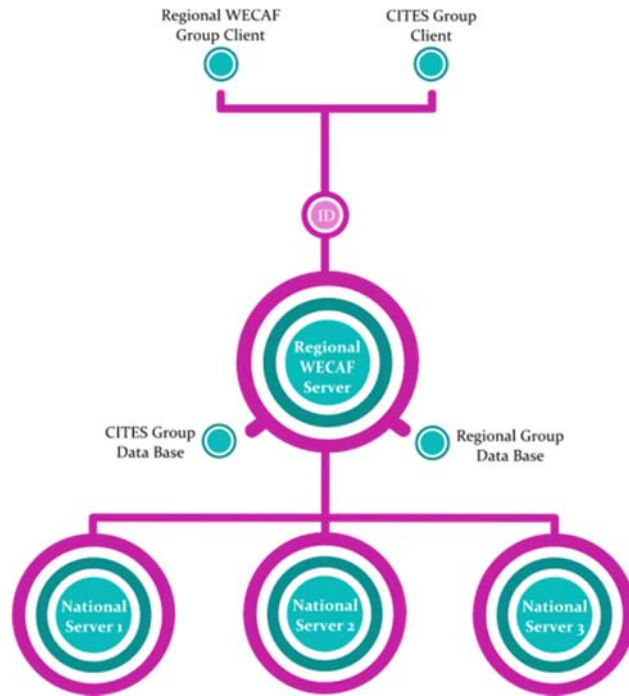 Regional WECAF
Group Client
CITES Group
Client
ID
Regional
WECAF
Server
CITES Group
Data Base
Regional Group
Data Base
National
Server 1
National
Server 2
National
Server 3